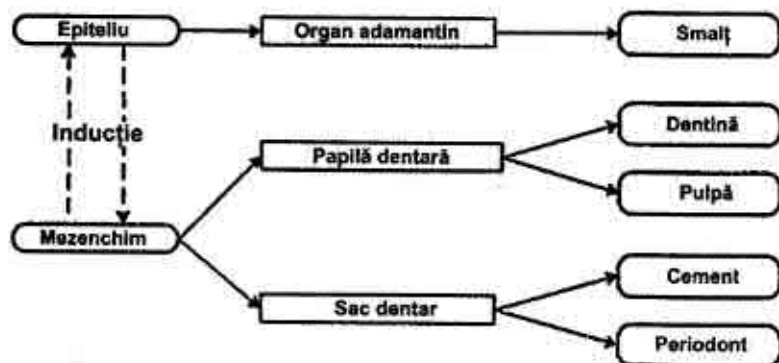 Epiteliu
Organ adamantin
Smalț
Inducție
Dentină
Papilă dentară
Pulpă
Mezenchim
Cement
Sac dentar
Periodont